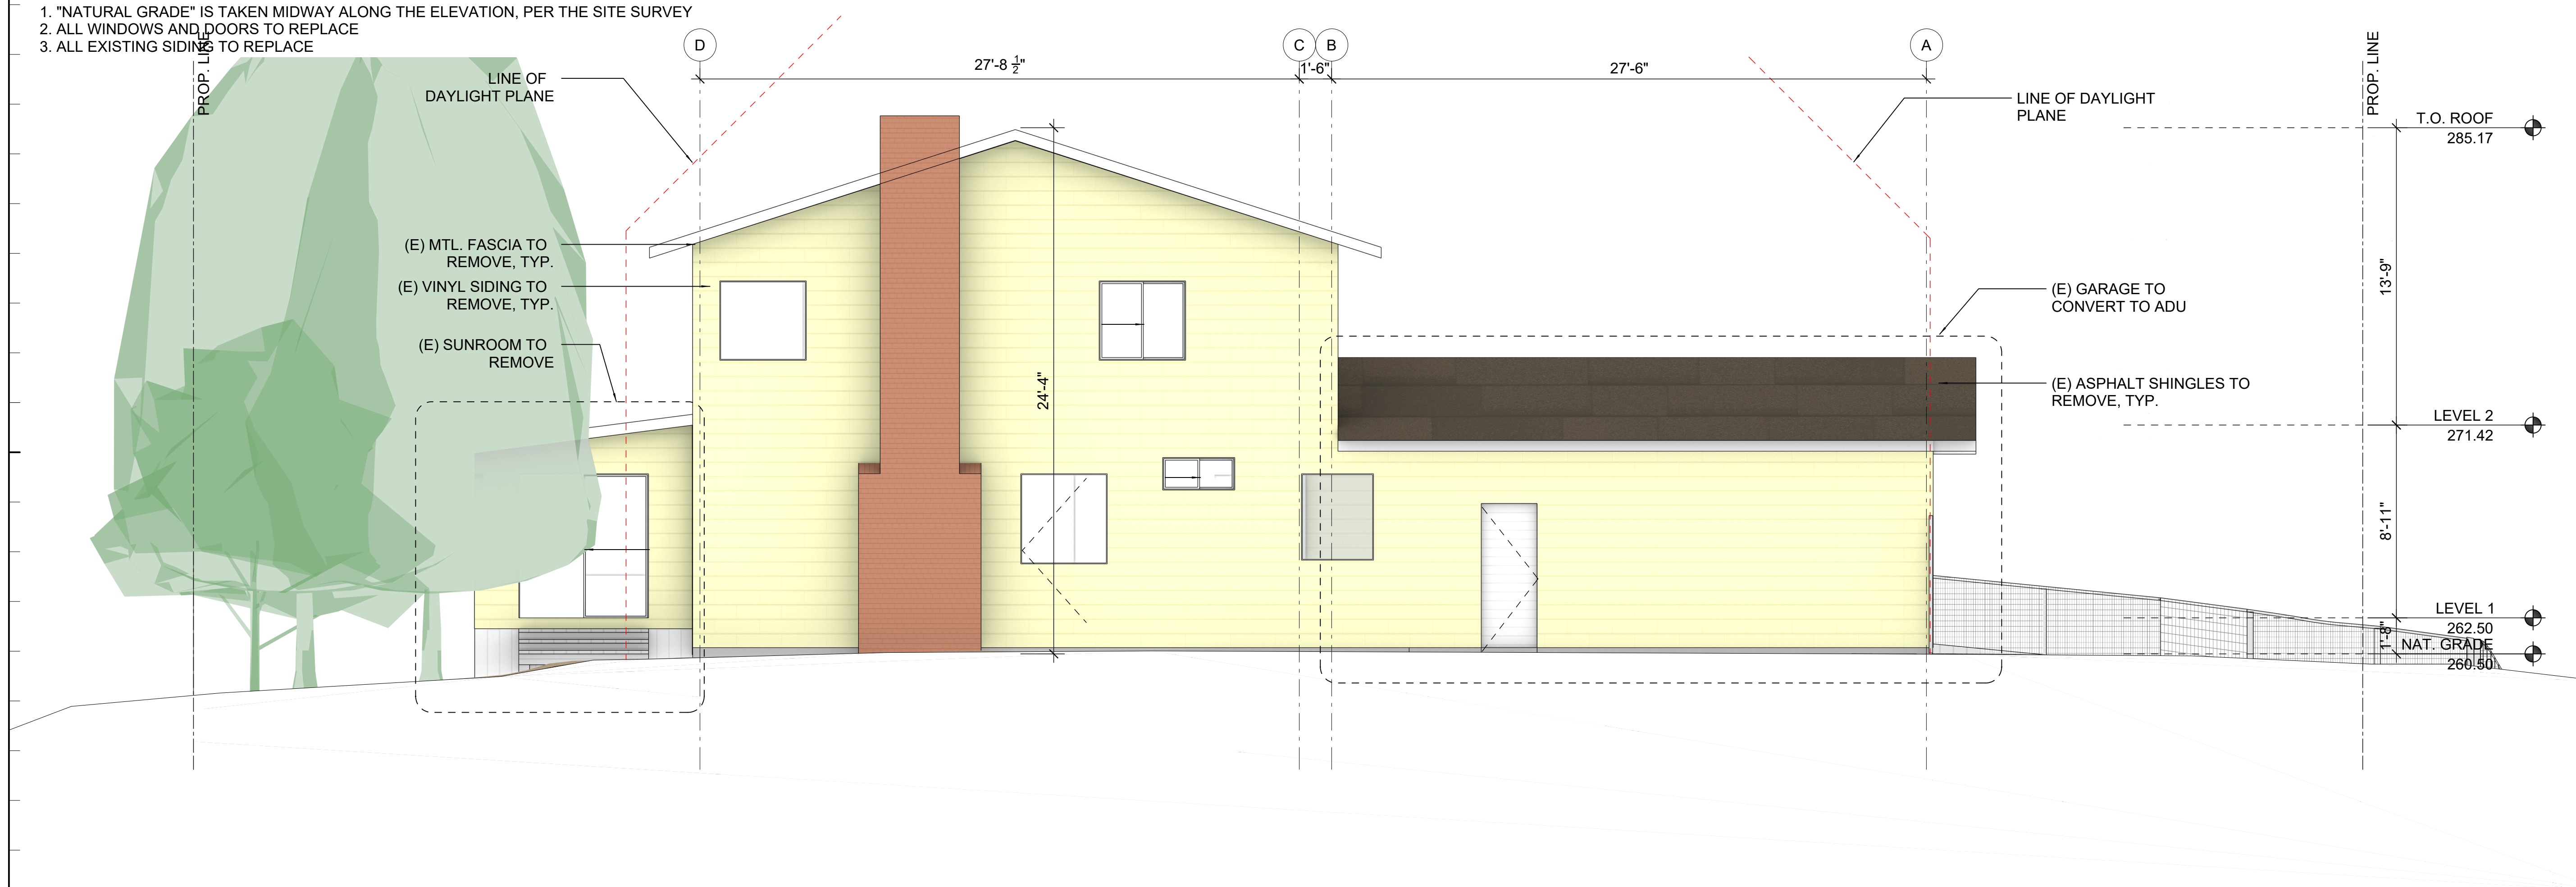 1. "NATURAL GRADE" IS TAKEN MIDWAY ALONG THE ELEVATION, PER THE SITE SURVEY
2. ALL WINDOWS AND DOORS TO REPLACE
3. ALL EXISTING SIDING TO REPLACE
PROP. LINE
D
C
B
A
PROP. LINE
27'-8 1/2"
1'-6"
27'-6"
LINE OF
DAYLIGHT PLANE
LINE OF DAYLIGHT
PLANE
T.O. ROOF
285.17
(E) MTL. FASCIA TO
REMOVE, TYP.
(E) VINYL SIDING TO
REMOVE, TYP.
(E) SUNROOM TO
REMOVE
24'-4"
(E) GARAGE TO
CONVERT TO ADU
(E) ASPHALT SHINGLES TO
REMOVE, TYP.
13'-9"
LEVEL 2
271.42
8'-11"
LEVEL 1
262.50
1'-8"
NAT. GRADE
260.50